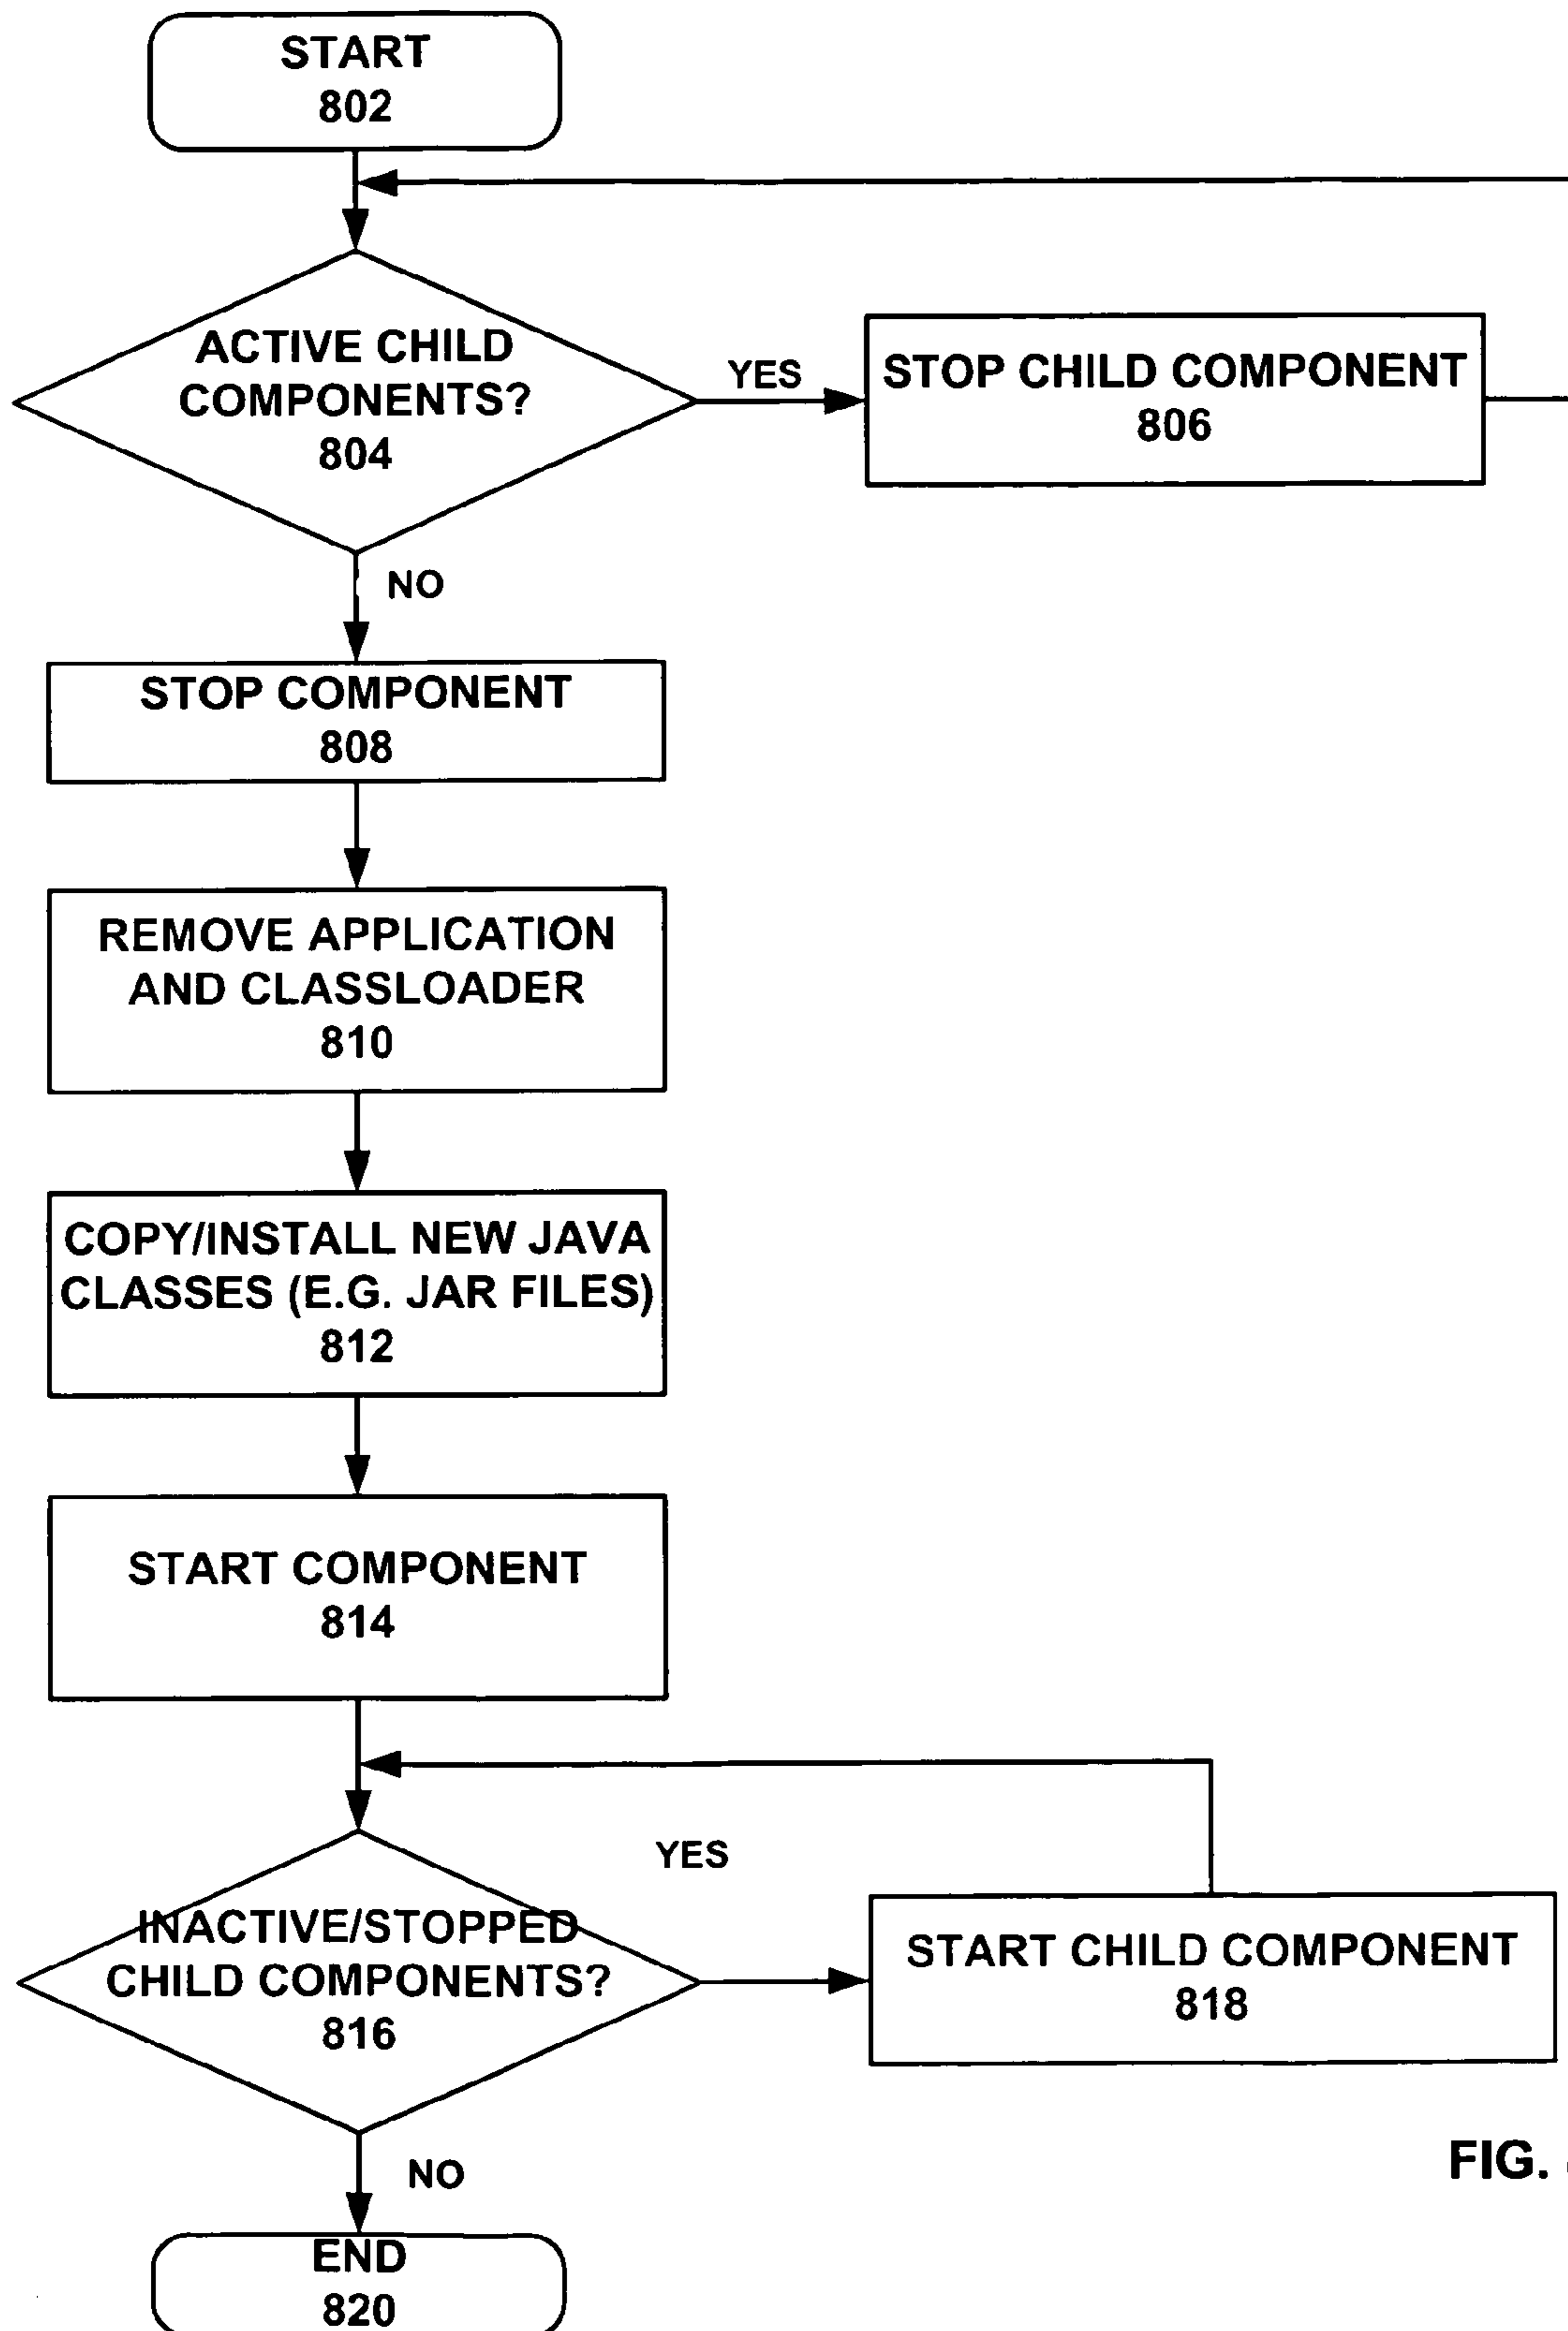 START
802
ACTIVE CHILD
COMPONENTS?
804
YES
STOP CHILD COMPONENT
806
NO
STOP COMPONENT
808
REMOVE APPLICATION
AND CLASSLOADER
810
COPY/INSTALL NEW JAVA
CLASSES (E.G. JAR FILES)
812
START COMPONENT
814
YES
INACTIVE/STOPPED
CHILD COMPONENTS?
816
START CHILD COMPONENT
818
NO
FIG.
END
820